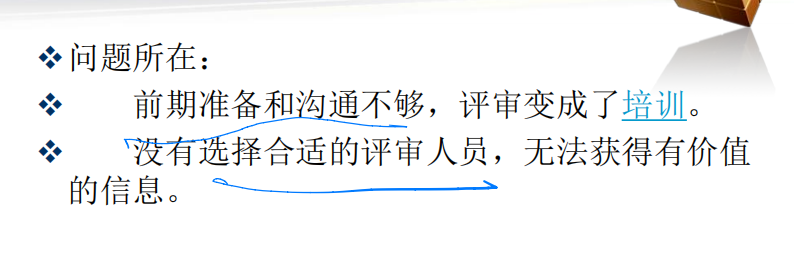 ❖问题所在：
❖ 前期准备和沟通不够，评审变成了培训。
❖ 没有选择合适的评审人员，无法获得有价值
的信息。